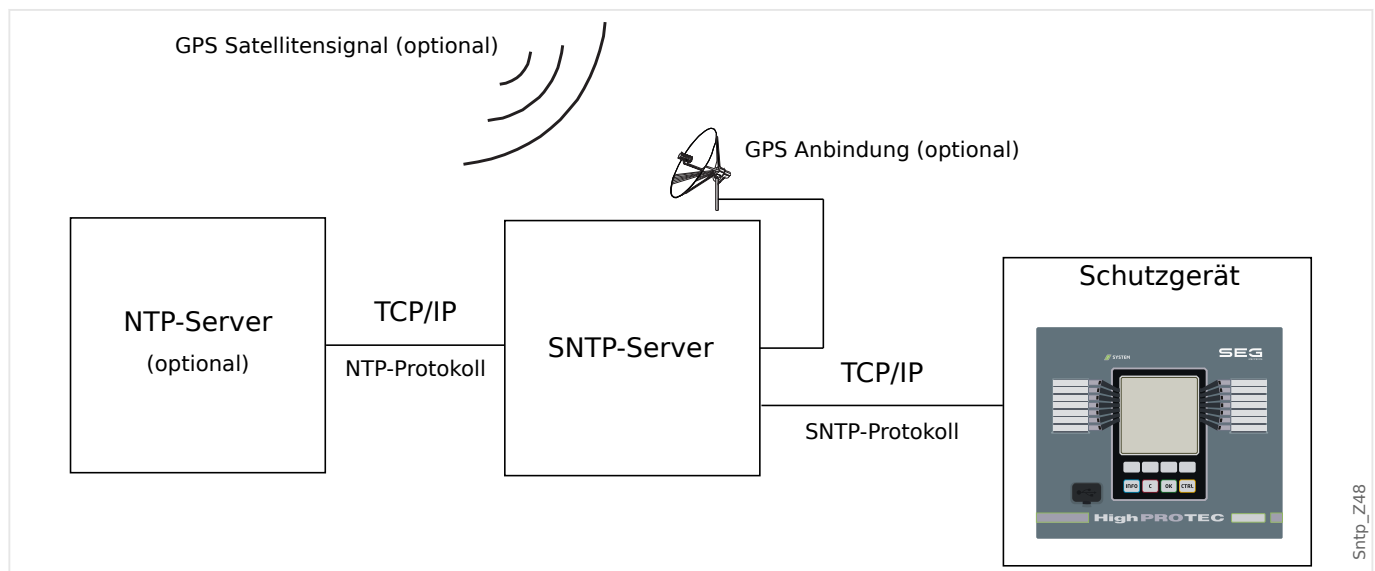 GPS Satellitensignal (optional)
GPS Anbindung (optional)
NTP-Server
(optional)
TCP/IP
NTP-Protokoll
SNTP-Server
TCP/IP
SNTP-Protokoll
Schutzgerät
SYSTEM
SEG
INFO
C
OK
CTRL
HighPROTEC
Sntp_Z48